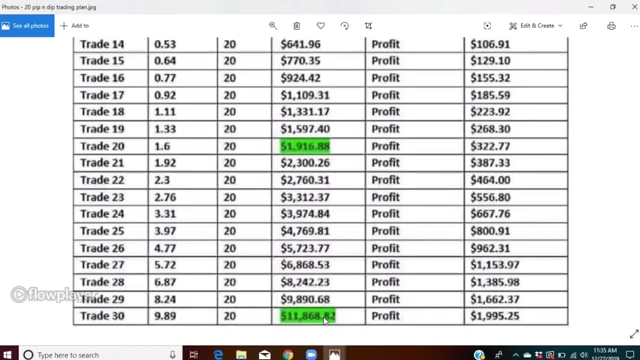 Photos - 20 pip n dip trading plan.jpg
Add to
Edit & Create
Share
Trade 14 0.53 20 $641.96 Profit $106.91
Trade 15 0.64 20 $770.35 Profit $129.10
Trade 16 0.77 20 $924.42 Profit $155.32
Trade 17 0.92 20 $1,109.31 Profit $185.59
Trade 18 1.11 20 $1,331.17 Profit $223.92
Trade 19 1.33 20 $1,597.40 Profit $268.30
Trade 20 1.6 20 $1,916.88 Profit $322.77
Trade 21 1.92 20 $2,300.26 Profit $387.33
Trade 22 2.3 20 $2,760.31 Profit $464.00
Trade 23 2.76 20 $3,312.37 Profit $556.80
Trade 24 3.31 20 $3,974.84 Profit $667.76
Trade 25 3.97 20 $4,769.81 Profit $800.91
Trade 26 4.77 20 $5,723.77 Profit $962.31
Trade 27 5.72 20 $6,868.53 Profit $1,153.97
Trade 28 6.87 20 $8,242.23 Profit $1,385.98
Trade 29 8.24 20 $9,890.68 Profit $1,662.37
Trade 30 9.89 20 $11,868.82 Profit $1,995.25
flowplayer
11:35 AM
12/27/2019